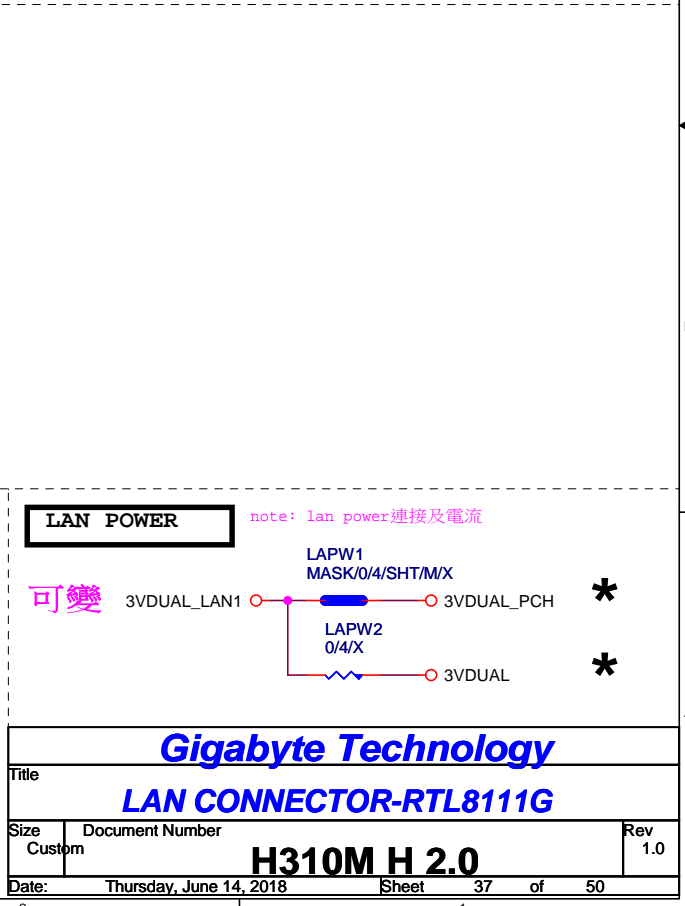 LAN POWER
note: lan power連接及電流
LAPW1
MASK/0/4/SHT/M/X
可變
3VDUAL_LAN1
3VDUAL_PCH
*
LAPW2
0/4/X
3VDUAL
*
Gigabyte Technology
Title
LAN CONNECTOR-RTL8111G
Size
Document Number
Rev
Custom
H310M H 2.0
1.0
Date:
Thursday, June 14, 2018
Sheet
37
of
50